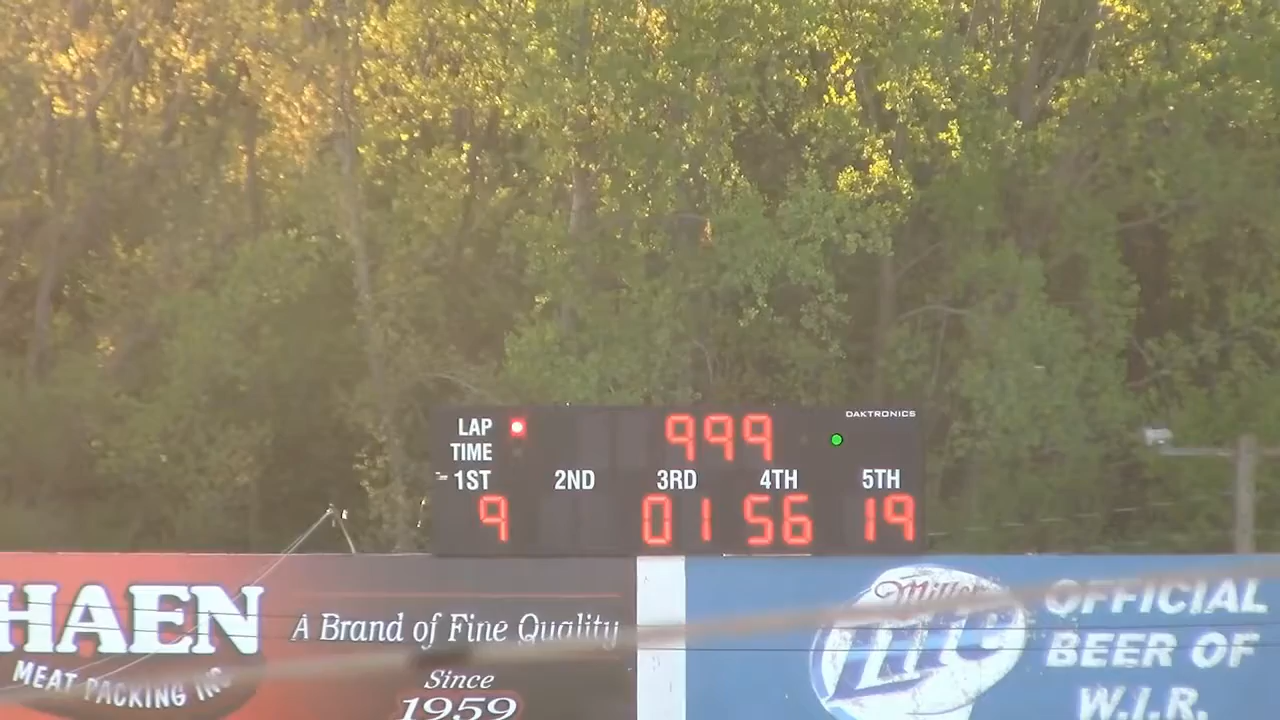 DAKTRONICS
LAP 999
TIME
1ST 2ND 3RD 4TH 5TH
9 01 56 19
HAEN
MEAT PACKING INC
A Brand of Fine Quality
Since
1959
Miller
LITE
OFFICIAL
BEER OF
W.I.R.